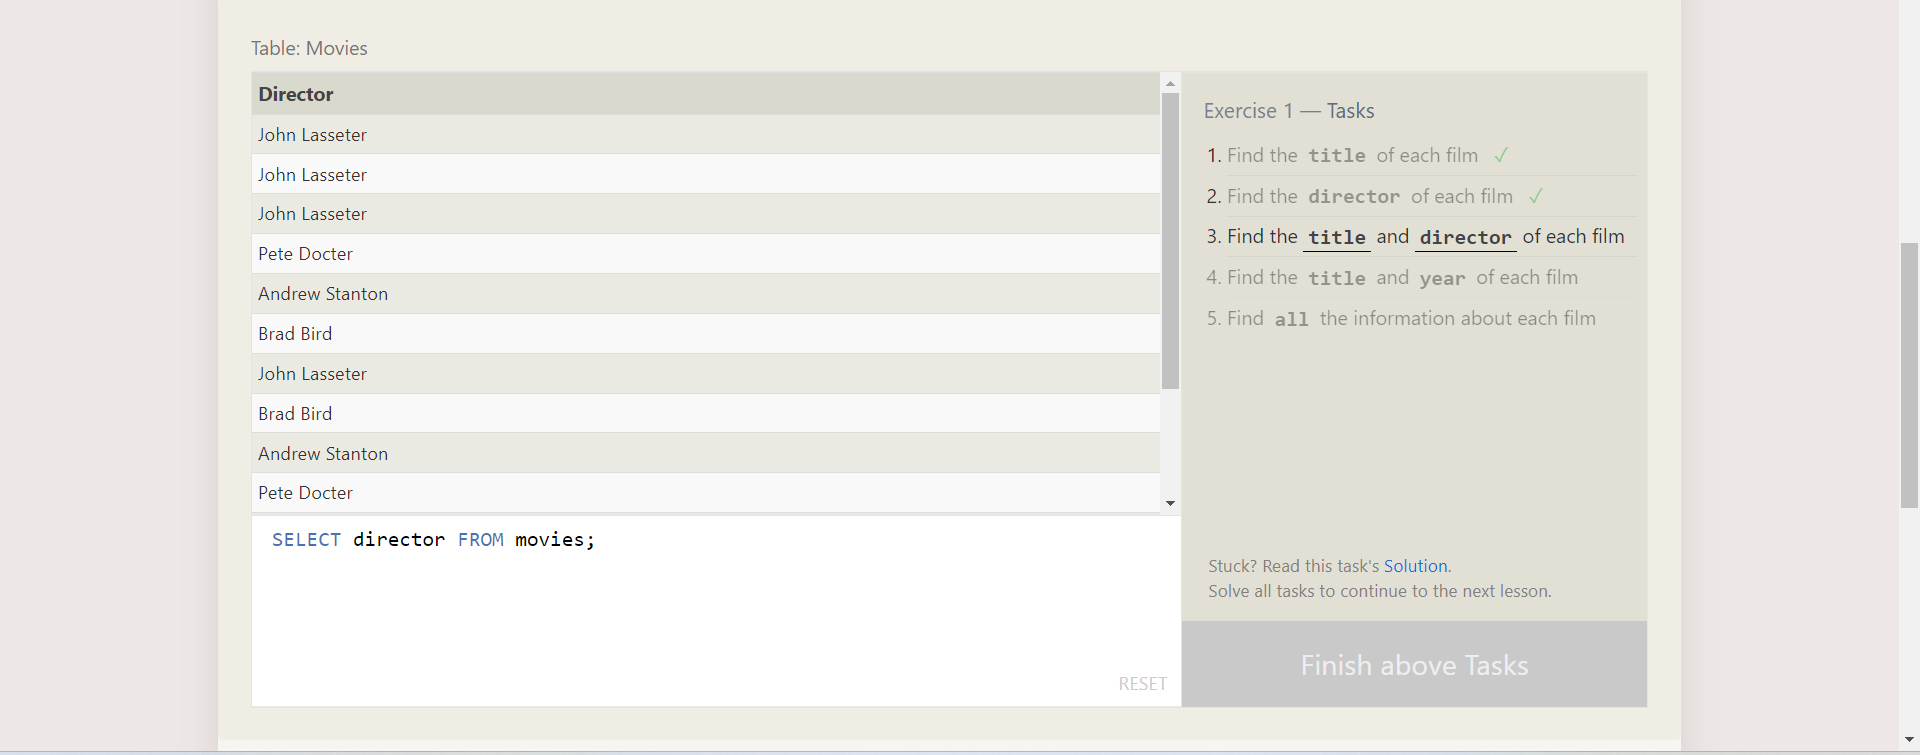 Table: Movies
Director
John Lasseter
John Lasseter
John Lasseter
Pete Docter
Andrew Stanton
Brad Bird
John Lasseter
Brad Bird
Andrew Stanton
Pete Docter
SELECT director FROM movies;
RESET
Exercise 1 — Tasks
1. Find the title of each film ✓
2. Find the director of each film ✓
3. Find the title and director of each film
4. Find the title and year of each film
5. Find all the information about each film
Stuck? Read this task's Solution.
Solve all tasks to continue to the next lesson.
Finish above Tasks